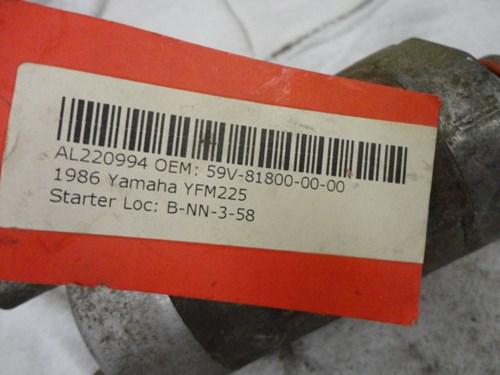 AL220994 OEM: 59V-81800-00-00
1986 Yamaha YFM225
Starter Loc: B-NN-3-58